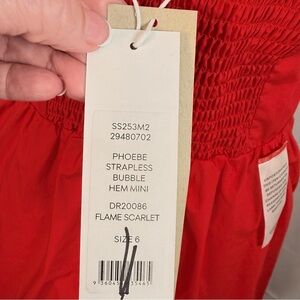 SS253M2
29480702
PHOEBE
STRAPLESS
BUBBLE
HEM MINI
DR20086
FLAME SCARLET
SIZE 6